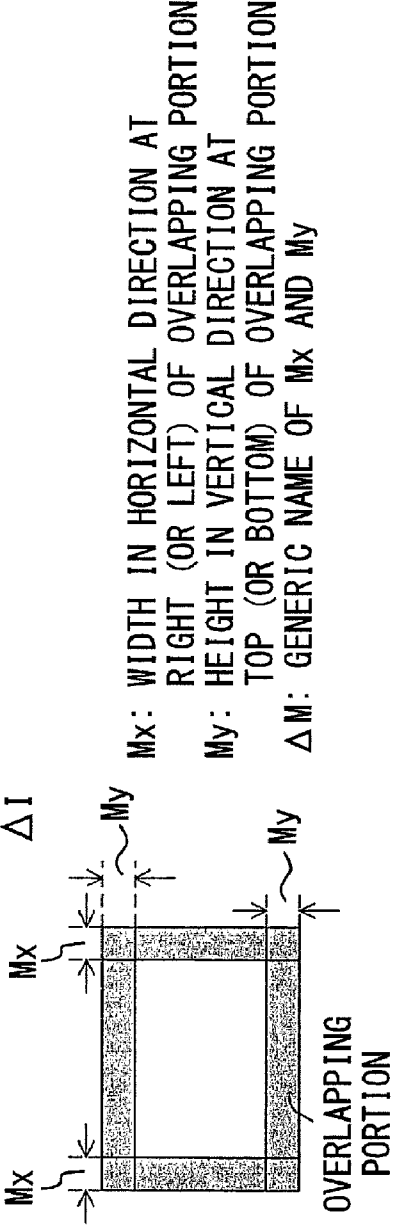 ΔI
Mx
Mx
My
My
OVERLAPPING
PORTION
Mx: WIDTH IN HORIZONTAL DIRECTION AT
RIGHT (OR LEFT) OF OVERLAPPING PORTION
My: HEIGHT IN VERTICAL DIRECTION AT
TOP (OR BOTTOM) OF OVERLAPPING PORTION
ΔM: GENERIC NAME OF Mx AND My